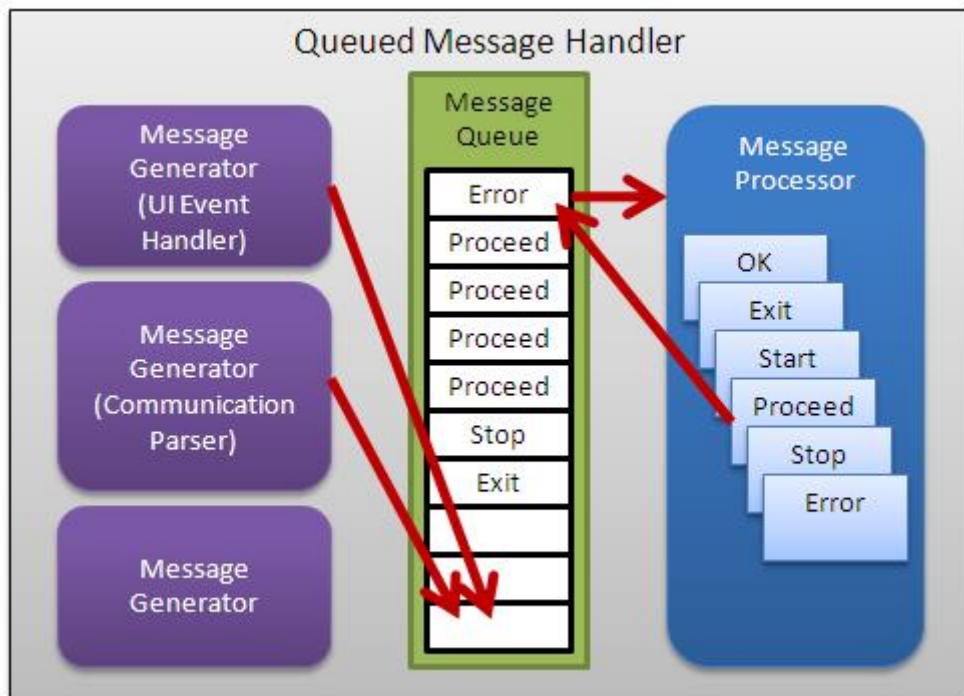 Queued Message Handler
Message
Generator
(UI Event
Handler)
Message
Generator
(Communication
Parser)
Message
Generator
Message
Queue
Error
Proceed
Proceed
Proceed
Proceed
Stop
Exit
Message
Processor
OK
Exit
Start
Proceed
Stop
Error